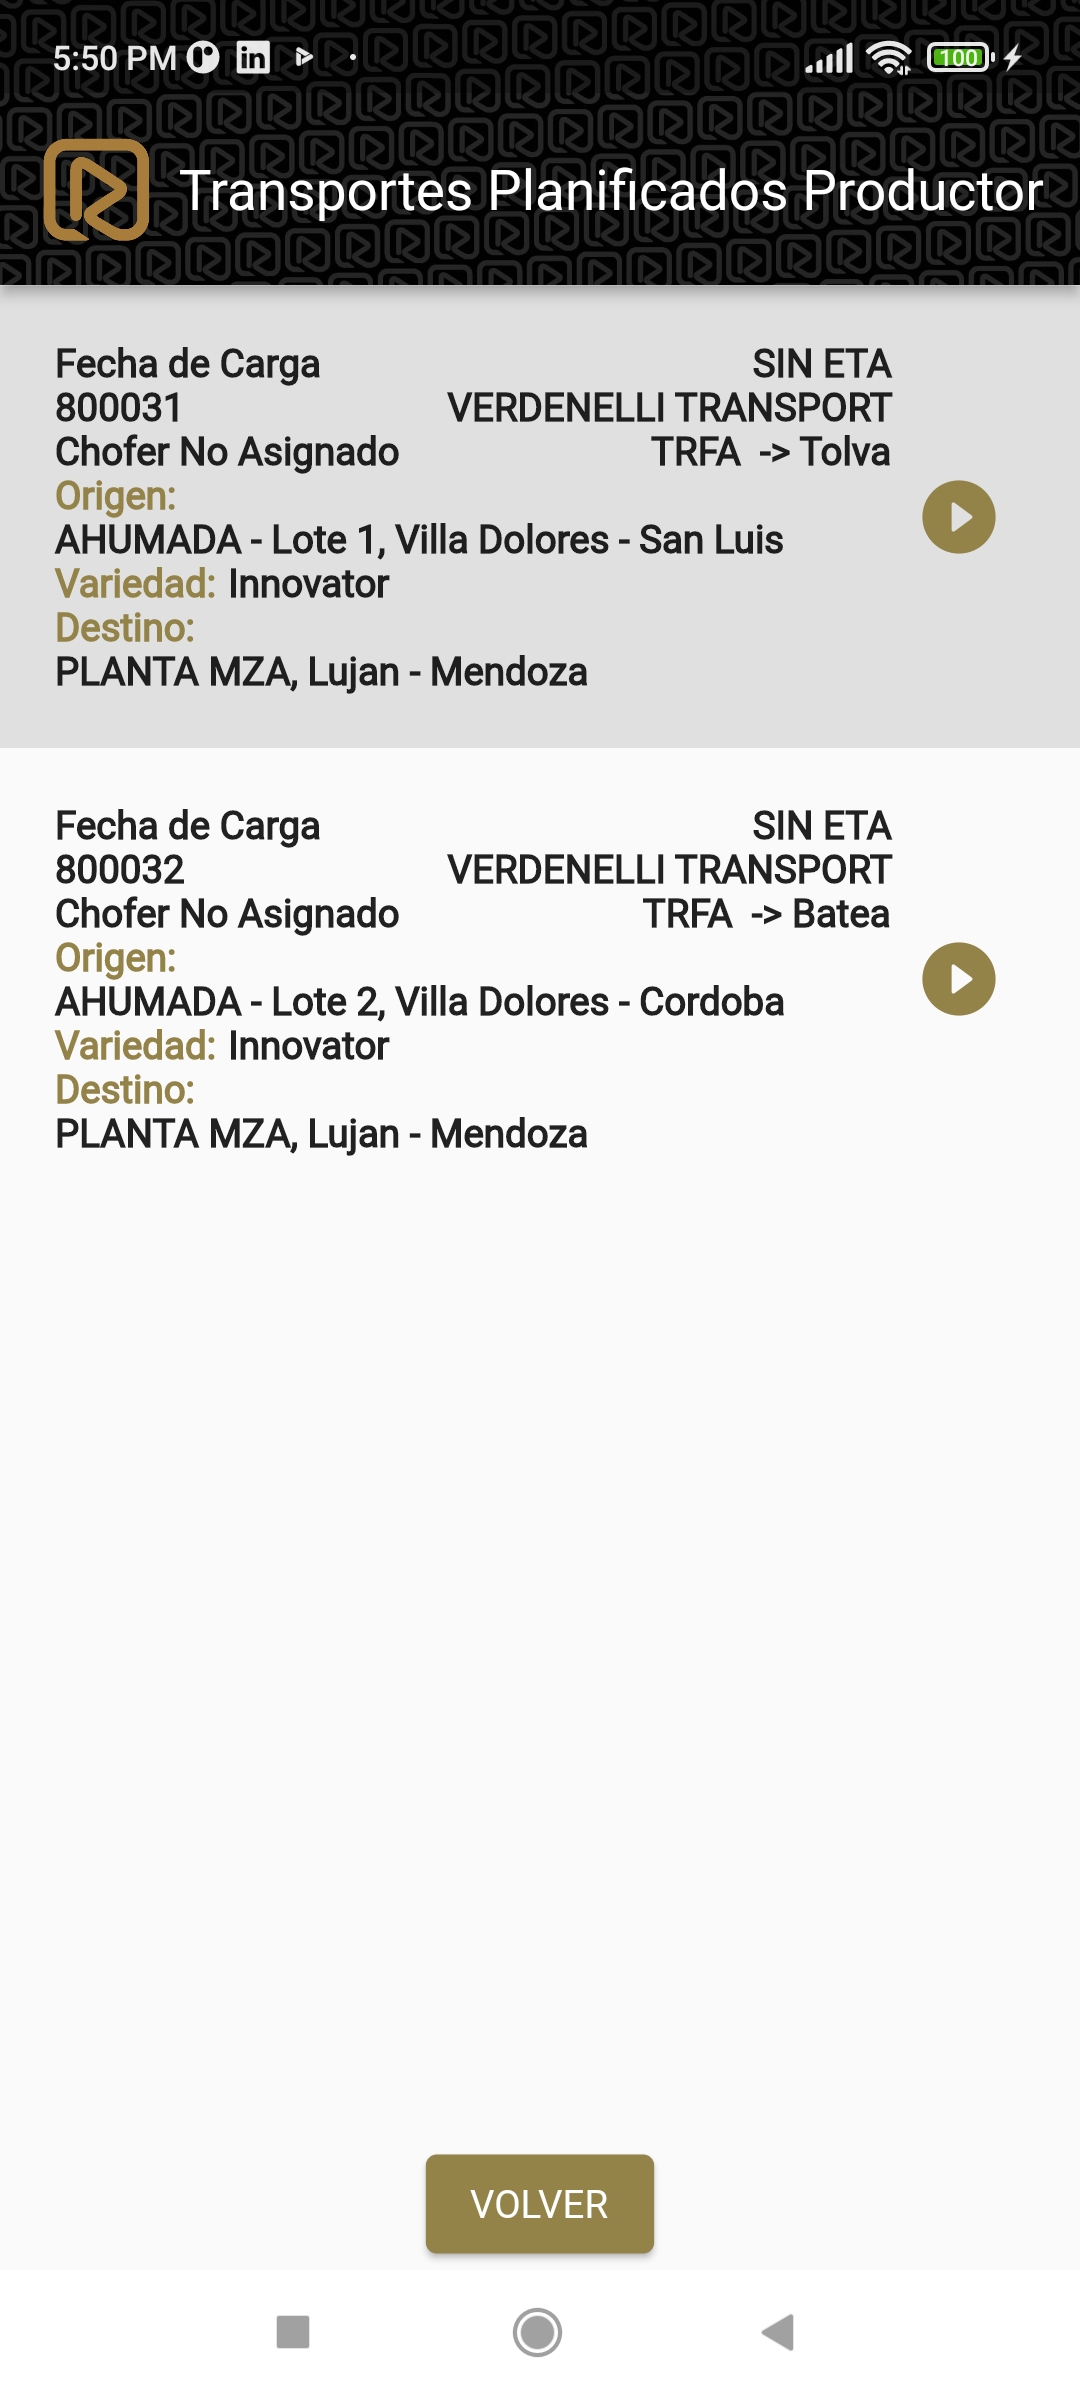 5:50 PM
100
Transportes Planificados Productor
Fecha de Carga SIN ETA
800031 VERDENELLI TRANSPORT
Chofer No Asignado TRFA -> Tolva
Origen:
AHUMADA - Lote 1, Villa Dolores - San Luis
Variedad: Innovator
Destino:
PLANTA MZA, Lujan - Mendoza
Fecha de Carga SIN ETA
800032 VERDENELLI TRANSPORT
Chofer No Asignado TRFA -> Batea
Origen:
AHUMADA - Lote 2, Villa Dolores - Cordoba
Variedad: Innovator
Destino:
PLANTA MZA, Lujan - Mendoza
VOLVER